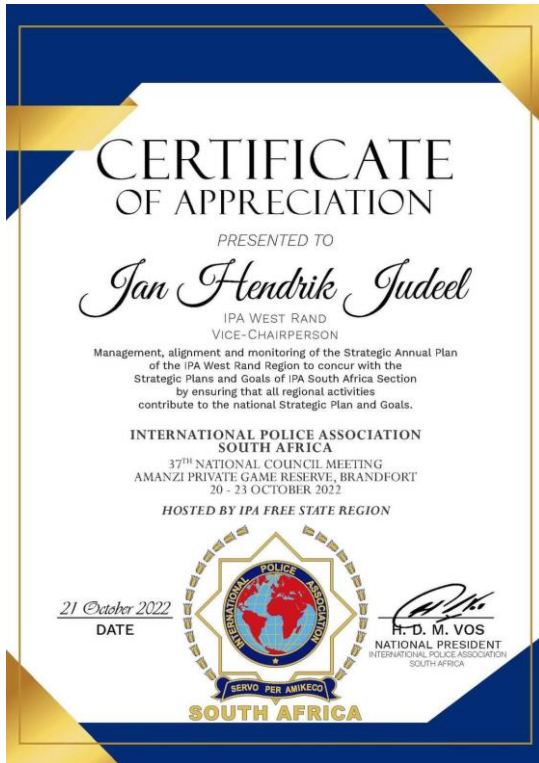 CERTIFICATE
OF APPRECIATION
PRESENTED TO
Jan Hendrik Judeel
IPA WEST RAND
VICE-CHAIRPERSON
Management, alignment and monitoring of the Strategic Annual Plan
of the IPA West Rand Region to concur with the
Strategic Plans and Goals of IPA South Africa Section
by ensuring that all regional activities
contribute to the national Strategic Plan and Goals.
INTERNATIONAL POLICE ASSOCIATION
SOUTH AFRICA
37TH NATIONAL COUNCIL MEETING
AMANZI PRIVATE GAME RESERVE, BRANDFORT
20 - 23 OCTOBER 2022
HOSTED BY IPA FREE STATE REGION
INTERNATIONAL POLICE ASSOCIATION
SERVO PER AMIKECO
SOUTH AFRICA
21 October 2022
DATE
H. D. M. VOS
NATIONAL PRESIDENT
INTERNATIONAL POLICE ASSOCIATION
SOUTH AFRICA